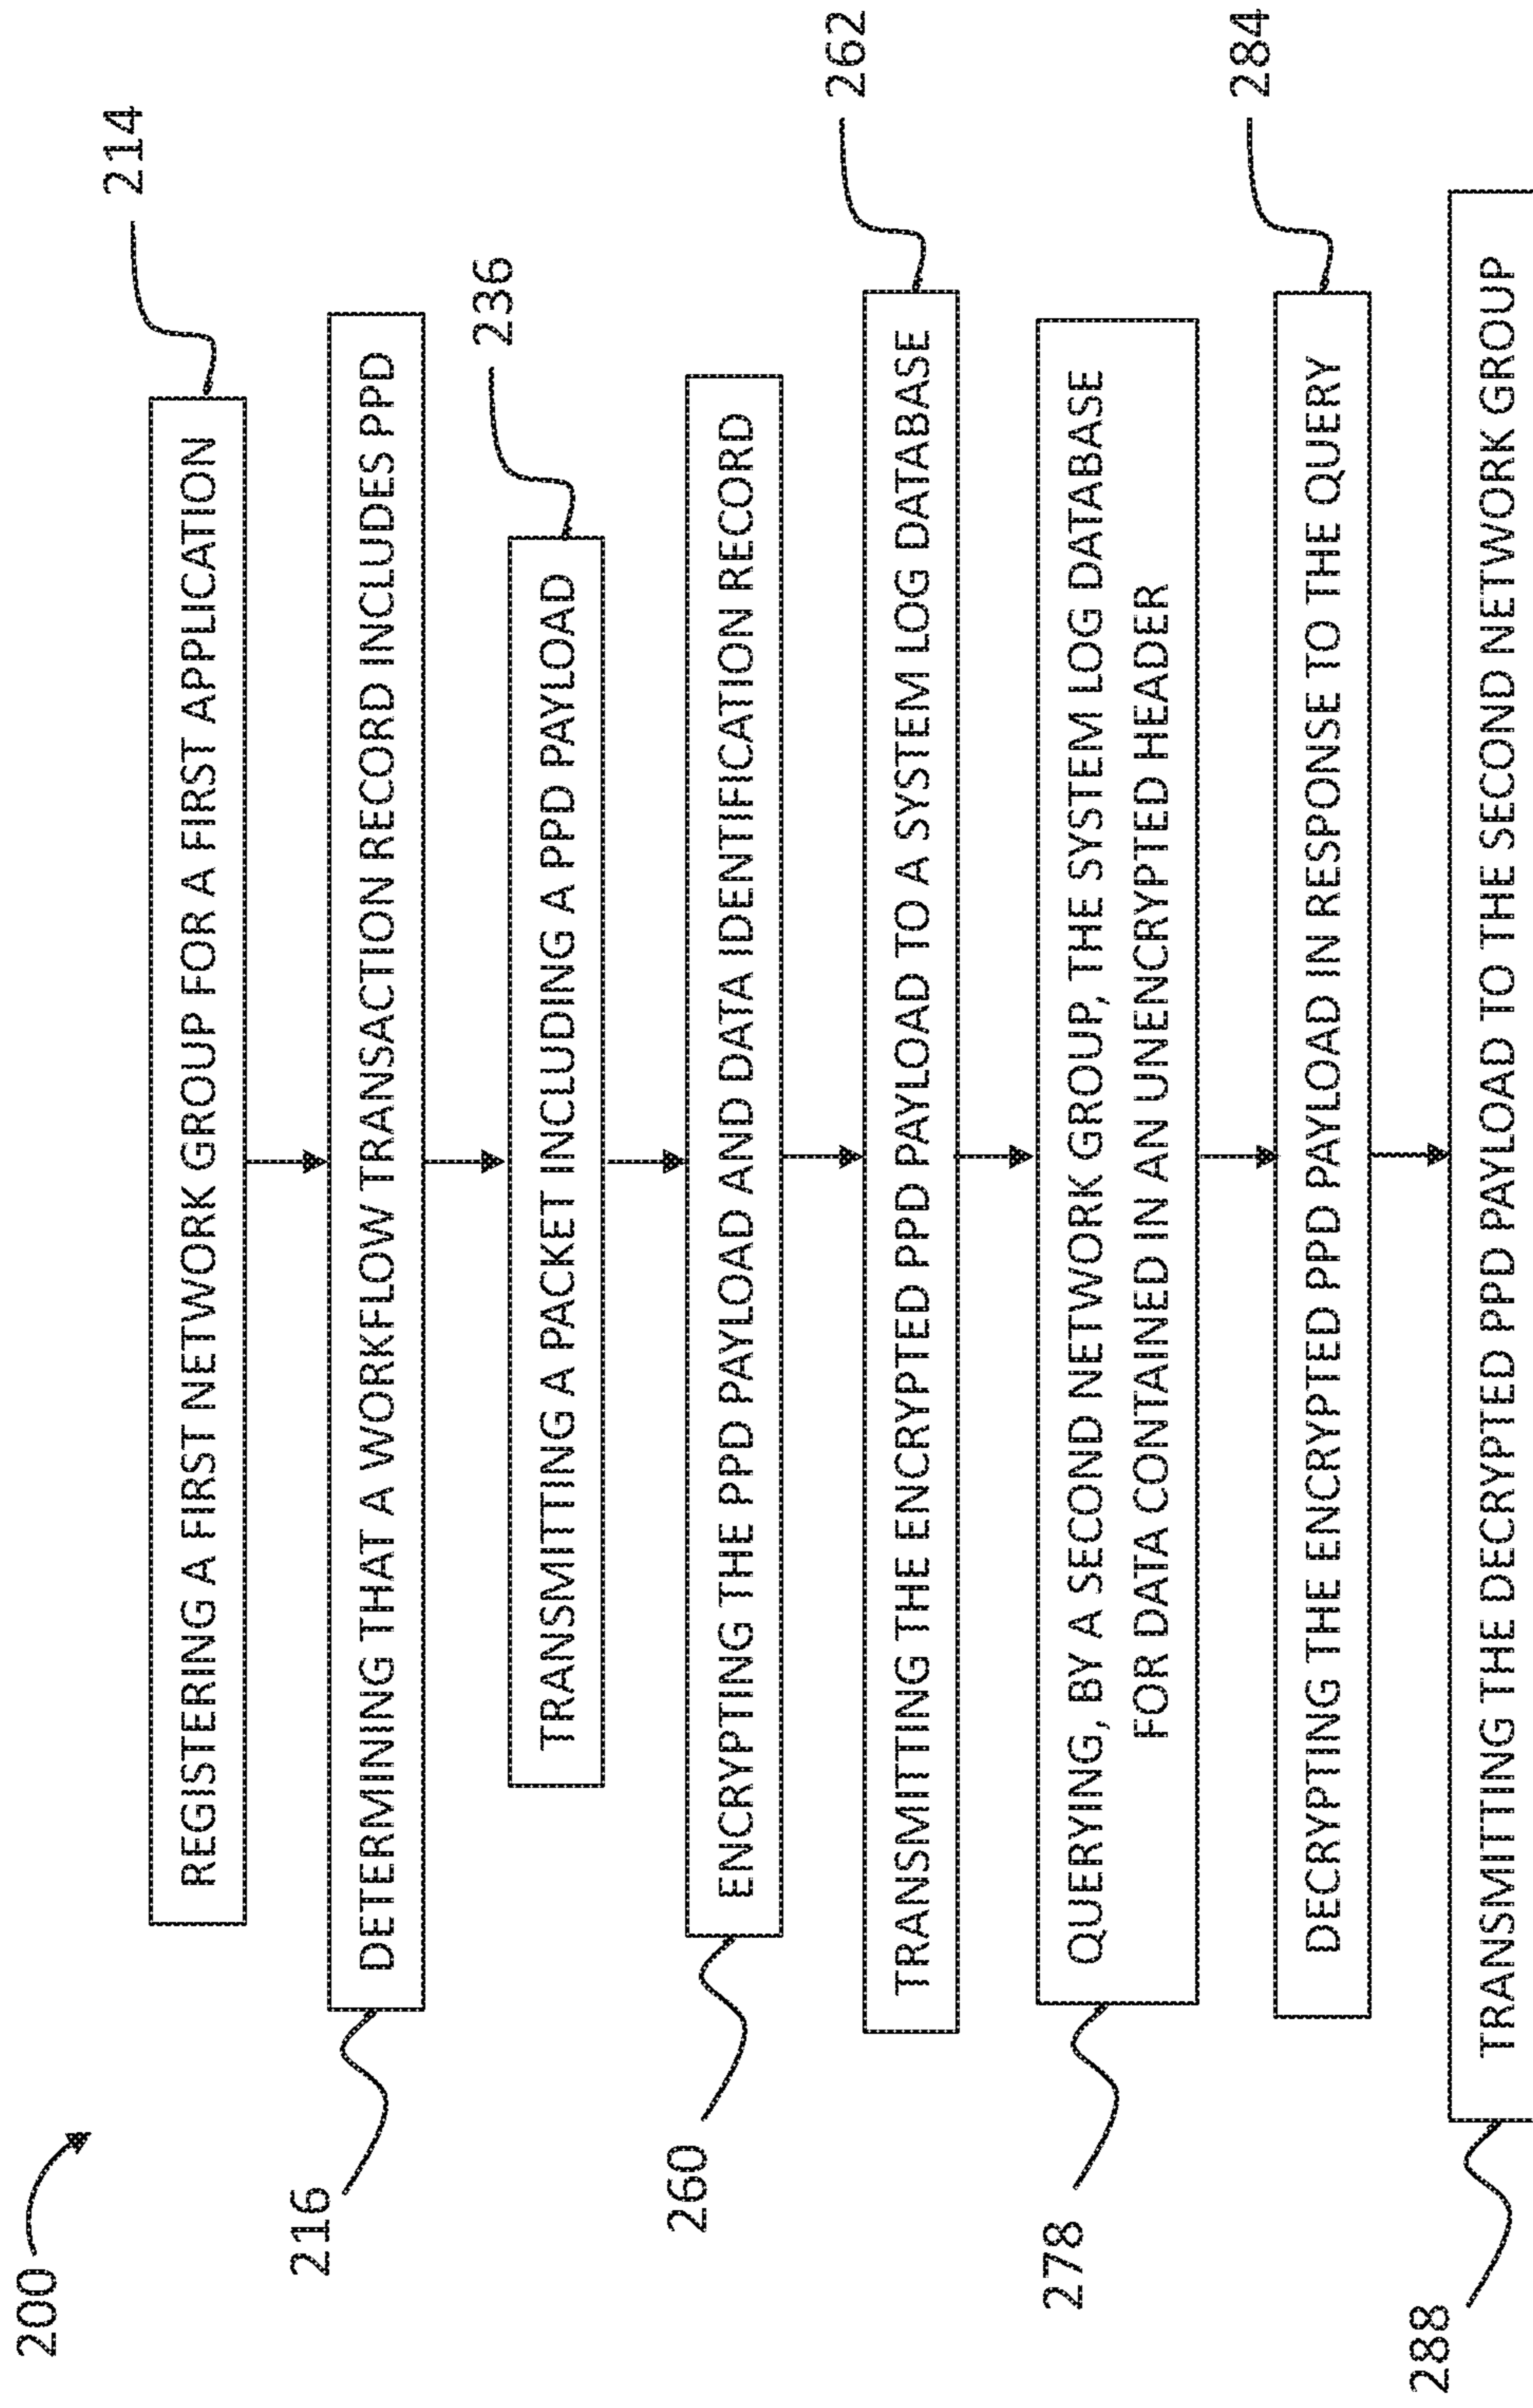 200
REGISTERING A FIRST NETWORK GROUP FOR A FIRST APPLICATION
214
DETERMINING THAT A WORKFLOW TRANSACTION RECORD INCLUDES PPD
216
TRANSMITTING A PACKET INCLUDING A PPD PAYLOAD
236
ENCRYPTING THE PPD PAYLOAD AND DATA IDENTIFICATION RECORD
260
TRANSMITTING THE ENCRYPTED PPD PAYLOAD TO A SYSTEM LOG DATABASE
262
QUERYING, BY A SECOND NETWORK GROUP, THE SYSTEM LOG DATABASE
FOR DATA CONTAINED IN AN UNENCRYPTED HEADER
278
DECRYPTING THE ENCRYPTED PPD PAYLOAD IN RESPONSE TO THE QUERY
284
TRANSMITTING THE DECRYPTED PPD PAYLOAD TO THE SECOND NETWORK GROUP
288